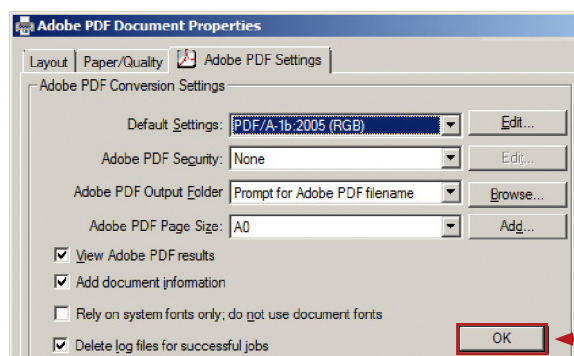 Adobe PDF Document Properties
Layout Paper/Quality Adobe PDF Settings
Adobe PDF Conversion Settings
Default Settings: PDF/A-1b:2005 (RGB) Edit...
Adobe PDF Security: None Edit...
Adobe PDF Output Folder Prompt for Adobe PDF filename Browse...
Adobe PDF Page Size: A0 Add...
View Adobe PDF results
Add document information
Rely on system fonts only; do not use document fonts
Delete log files for successful jobs
OK